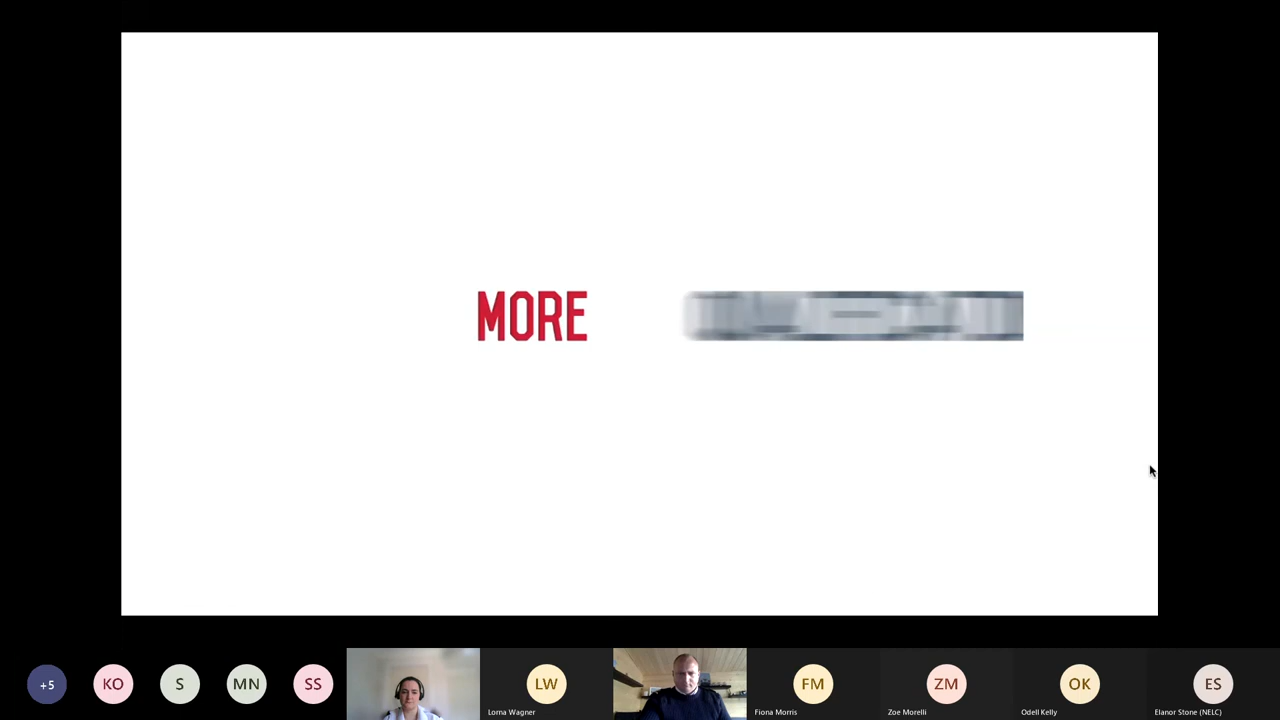 MORE
+5
KO
S
MN
SS
LW
Lorna Wagner
FM
Fiona Morris
ZM
Zoe Morelli
OK
Odell Kelly
ES
Elanor Stone (NELC)